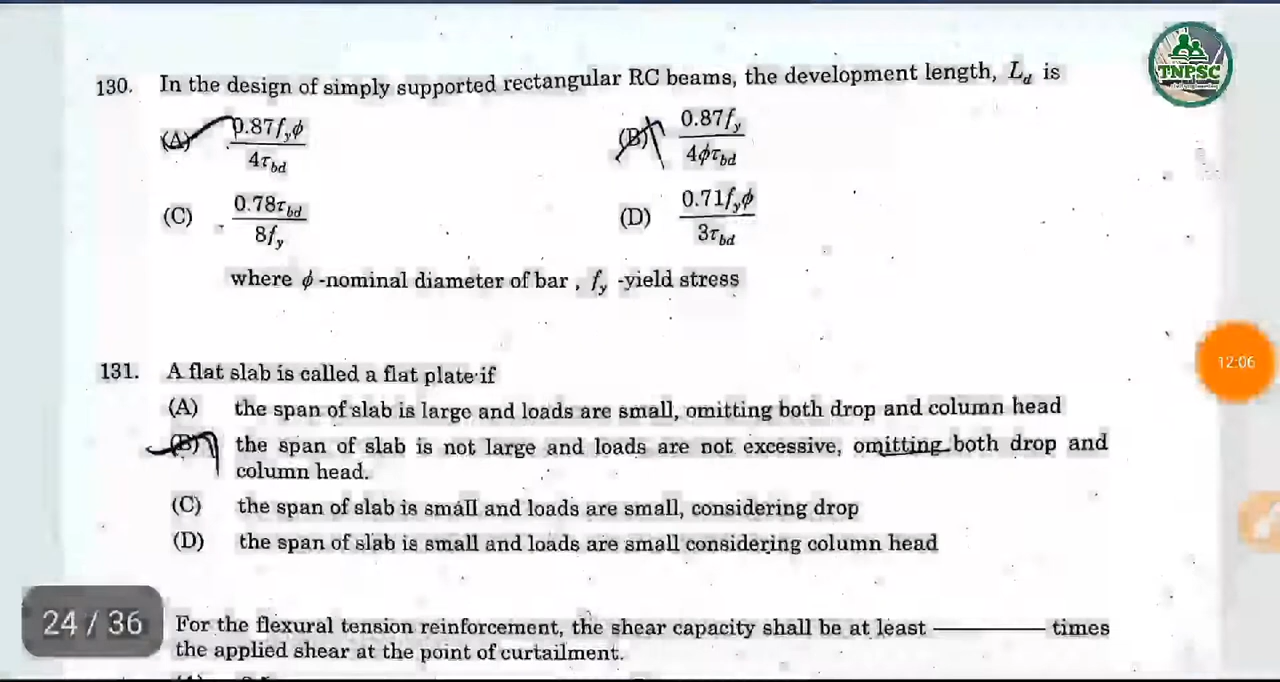 TNPSC
130. In the design of simply supported rectangular RC beams, the development length, L_d is
(A) 0.87f_yϕ / 4τ_bd (B) 0.87f_y / 4ϕτ_bd
(C) 0.78τ_bd / 8f_y (D) 0.71f_yϕ / 3τ_bd
where ϕ -nominal diameter of bar , f_y -yield stress
12:06
131. A flat slab is called a flat plate if
(A) the span of slab is large and loads are small, omitting both drop and column head
(B) the span of slab is not large and loads are not excessive, omitting both drop and
column head.
(C) the span of slab is small and loads are small, considering drop
(D) the span of slab is small and loads are small considering column head
24 / 36
For the flexural tension reinforcement, the shear capacity shall be at least ———— times
the applied shear at the point of curtailment.